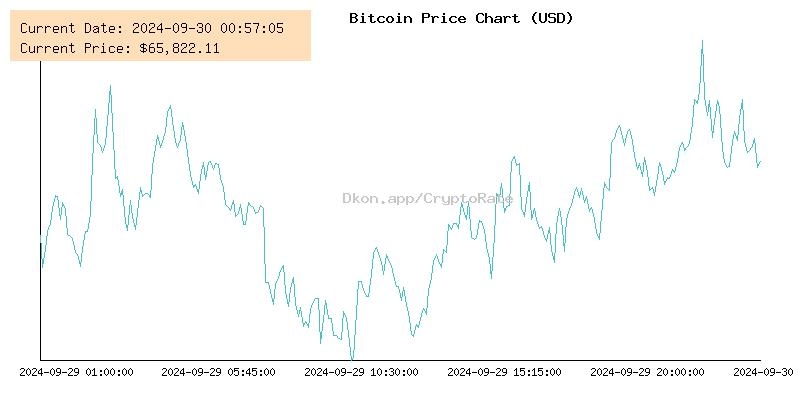 Bitcoin Price Chart (USD)
Current Date: 2024-09-30 00:57:05
Current Price: $65,822.11
Dkon.app/CryptoRate
2024-09-29 01:00:00 2024-09-29 05:45:00 2024-09-29 10:30:00 2024-09-29 15:15:00 2024-09-29 20:00:00 2024-09-30